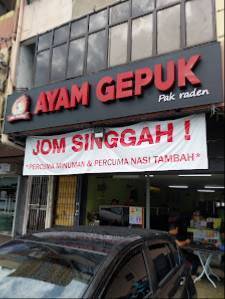 AYAM GEPUK
Pak raden
JOM SINGGAH !
*PERCUMA MINUMAN & PERCUMA NASI TAMBAH*